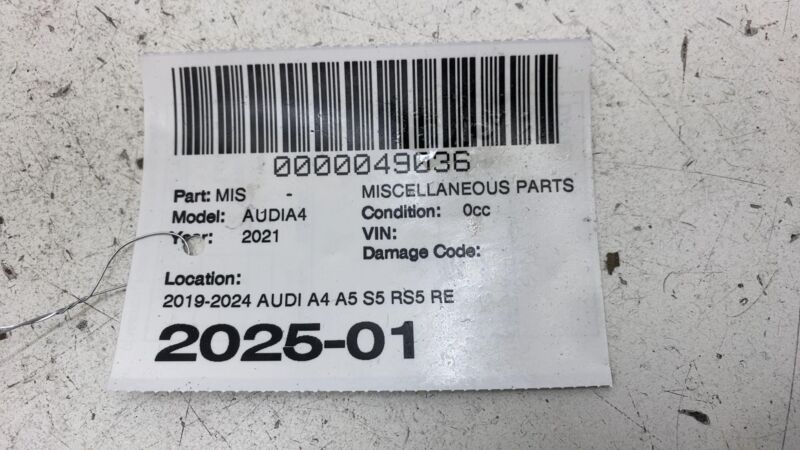 0000049036
Part: MIS - MISCELLANEOUS PARTS
Model: AUDIA4 Condition: 0cc
Year: 2021 VIN:
Damage Code:
Location:
2019-2024 AUDI A4 A5 S5 RS5 RE
2025-01